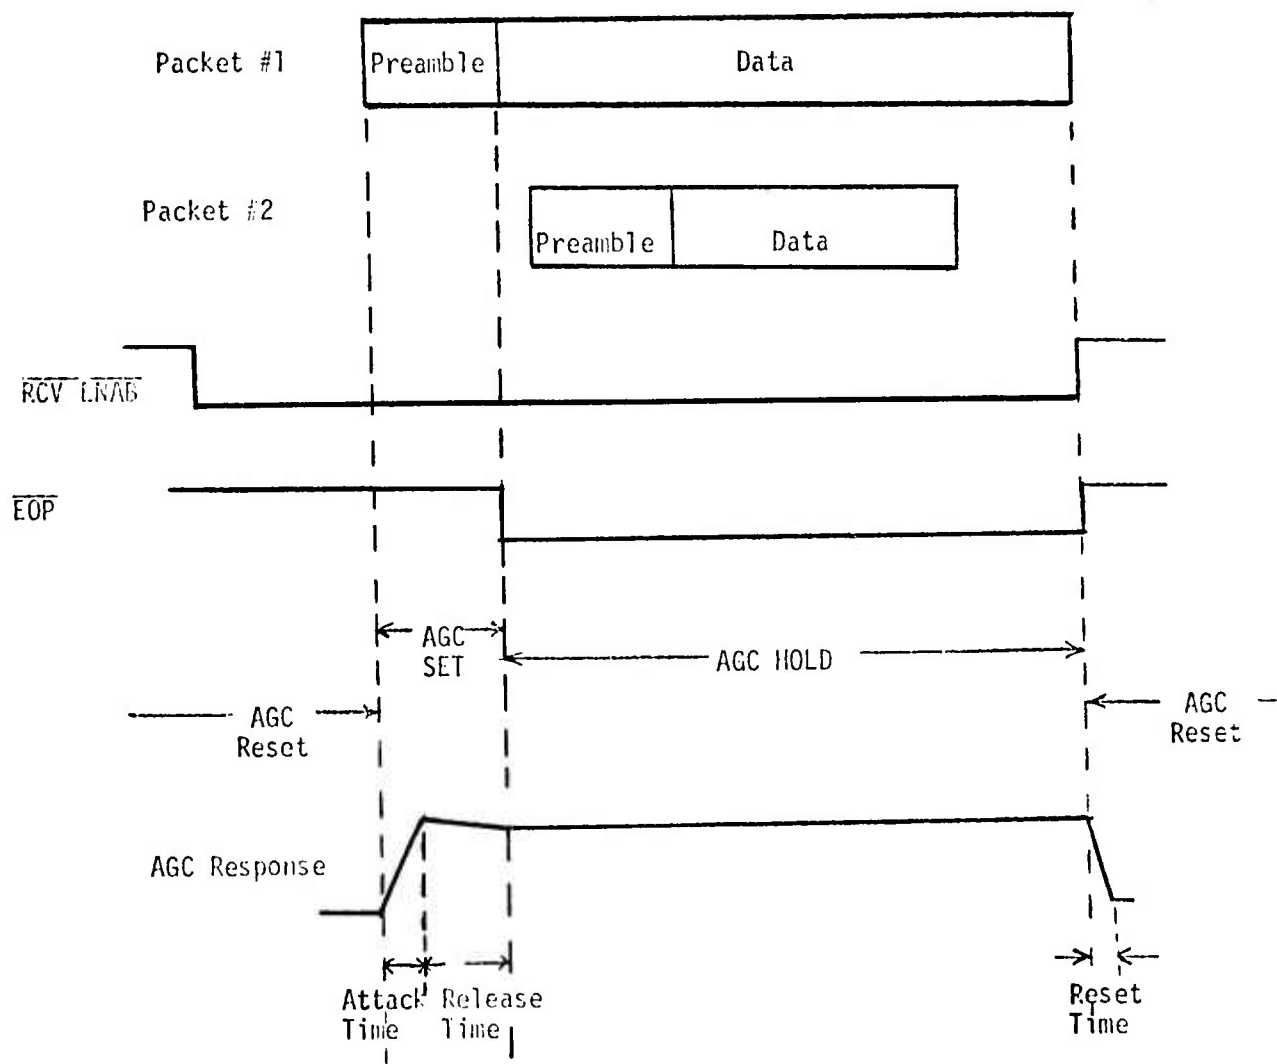 Packet #1 Preamble Data
Packet #2
Preamble Data
RCV ENAB
EOP
AGC
SET
AGC HOLD
AGC
Reset
AGC
Reset
AGC Response
Attack Release
Time Time
Reset
Time